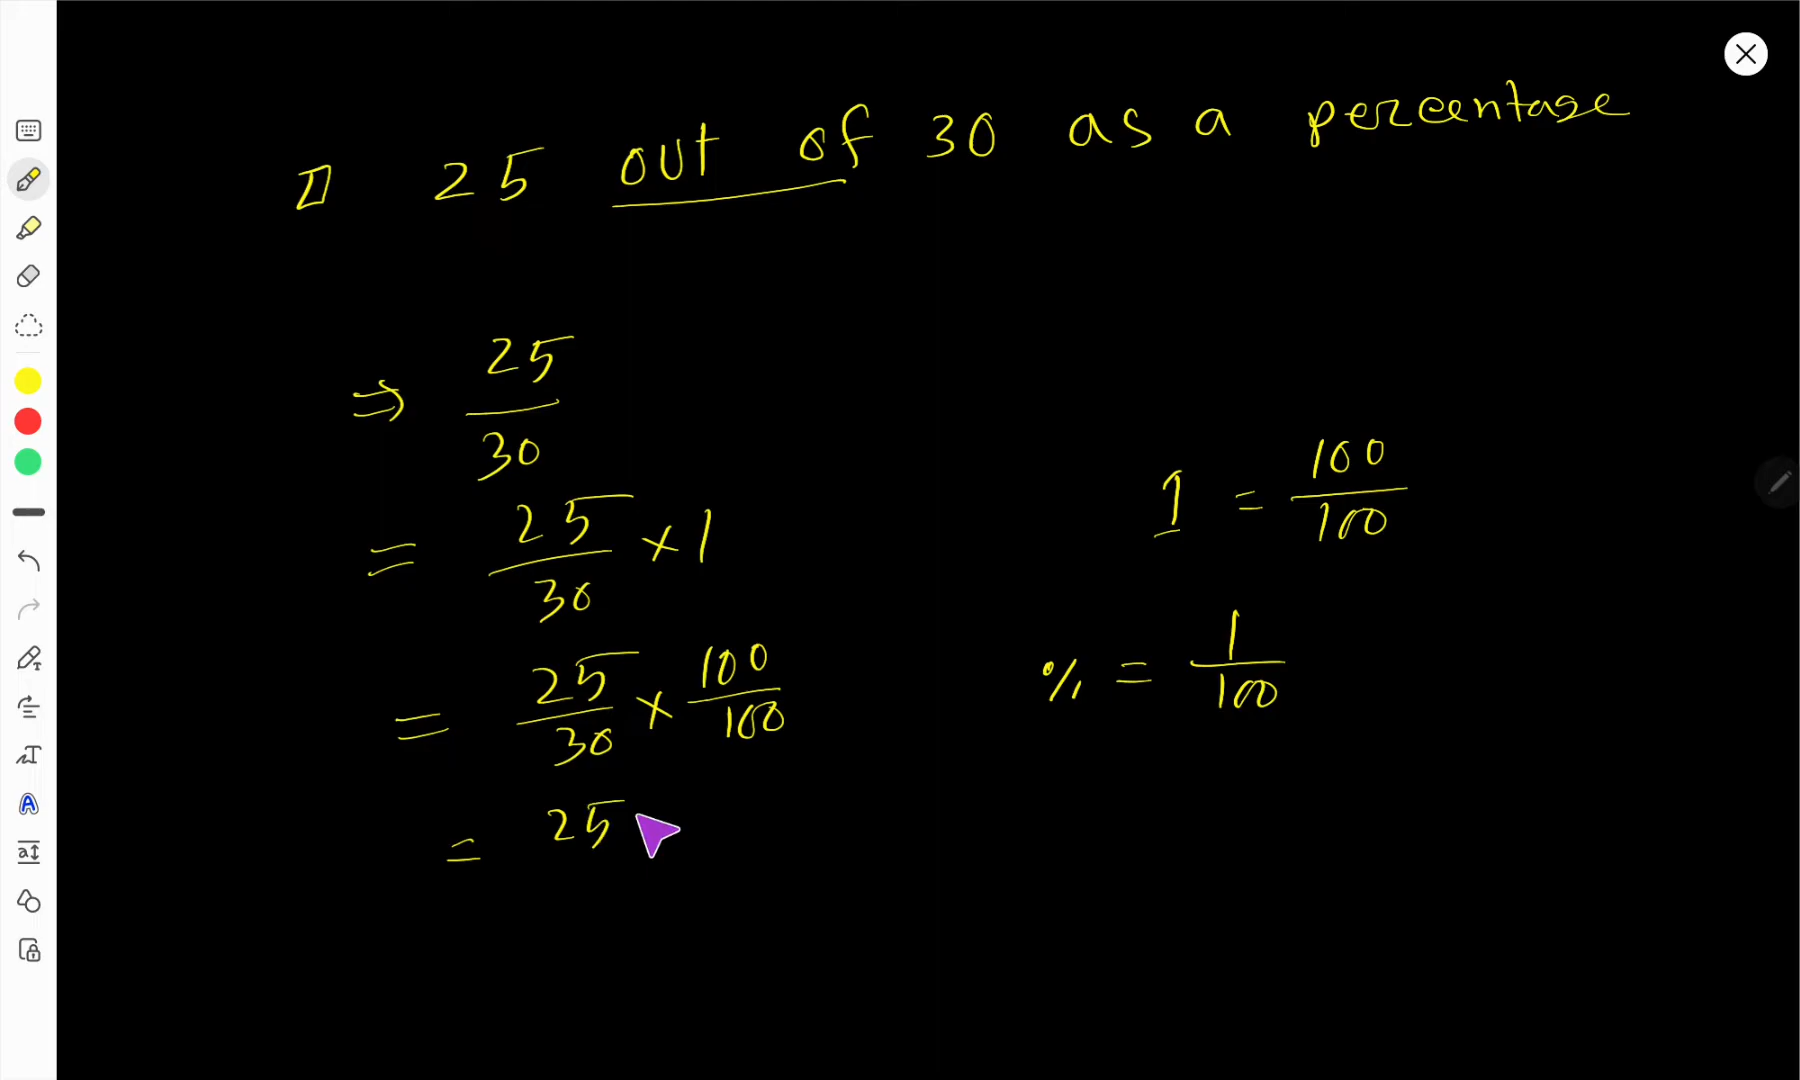 25 out of 30 as a percentage
⇒ 25/30
= 25/30 × 1
1 = 100/100
= 25/30 × 100/100
% = 1/100
= 25